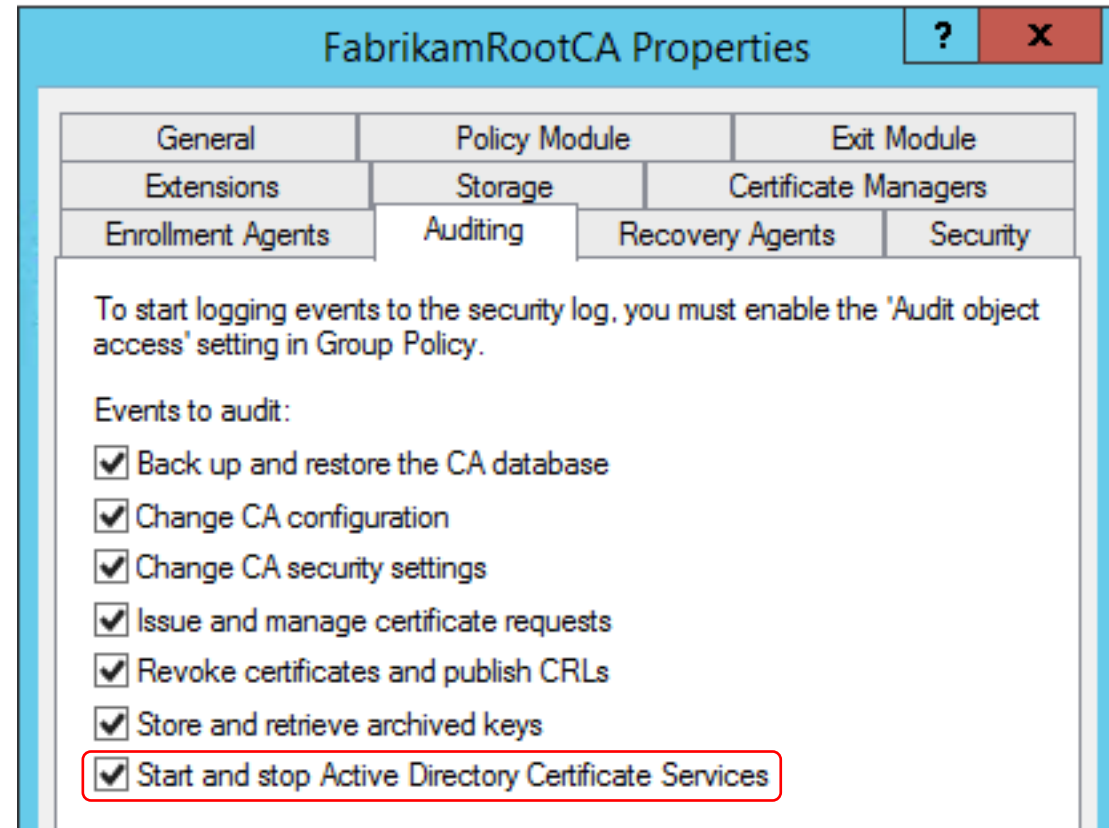 FabrikamRootCA Properties
?
x
General
Policy Module
Exit Module
Extensions
Storage
Certificate Managers
Enrollment Agents
Auditing
Recovery Agents
Security
To start logging events to the security log, you must enable the 'Audit object
access' setting in Group Policy.
Events to audit:
Back up and restore the CA database
Change CA configuration
Change CA security settings
Issue and manage certificate requests
Revoke certificates and publish CRLs
Store and retrieve archived keys
Start and stop Active Directory Certificate Services